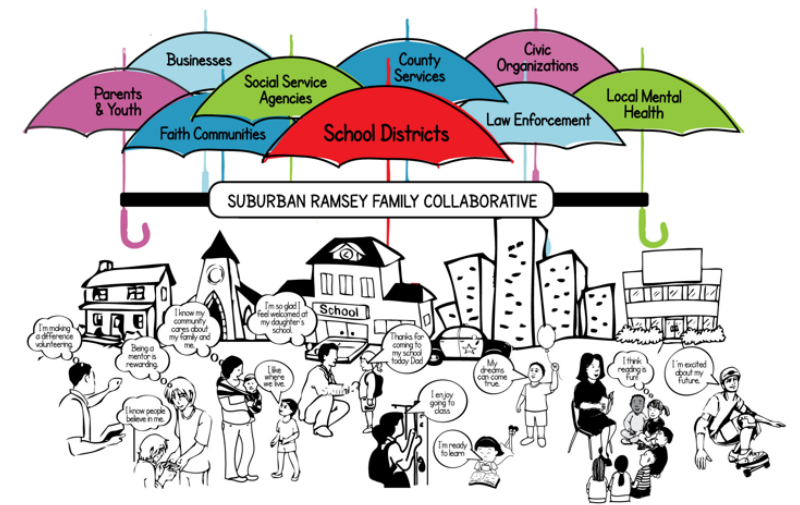 Businesses
County
Services
Civic
Organizations
Parents
& Youth
Social Service
Agencies
Local Mental
Health
Faith Communities
School Districts
Law Enforcement
SUBURBAN RAMSEY FAMILY COLLABORATIVE
School
I'm making
a difference
volunteering.
Being a
mentor is
rewarding.
I know my
community
cares about
my family and
me.
I'm so glad I
feel welcomed at
my daughter's
school.
Thanks for
coming to
my school
today Dad
I know people
believe in me.
I like
where
we live.
I enjoy
going to
class
I'm ready
to learn
My
dreams
can come
true.
I think
reading is
fun!
I'm excited
about my
future.